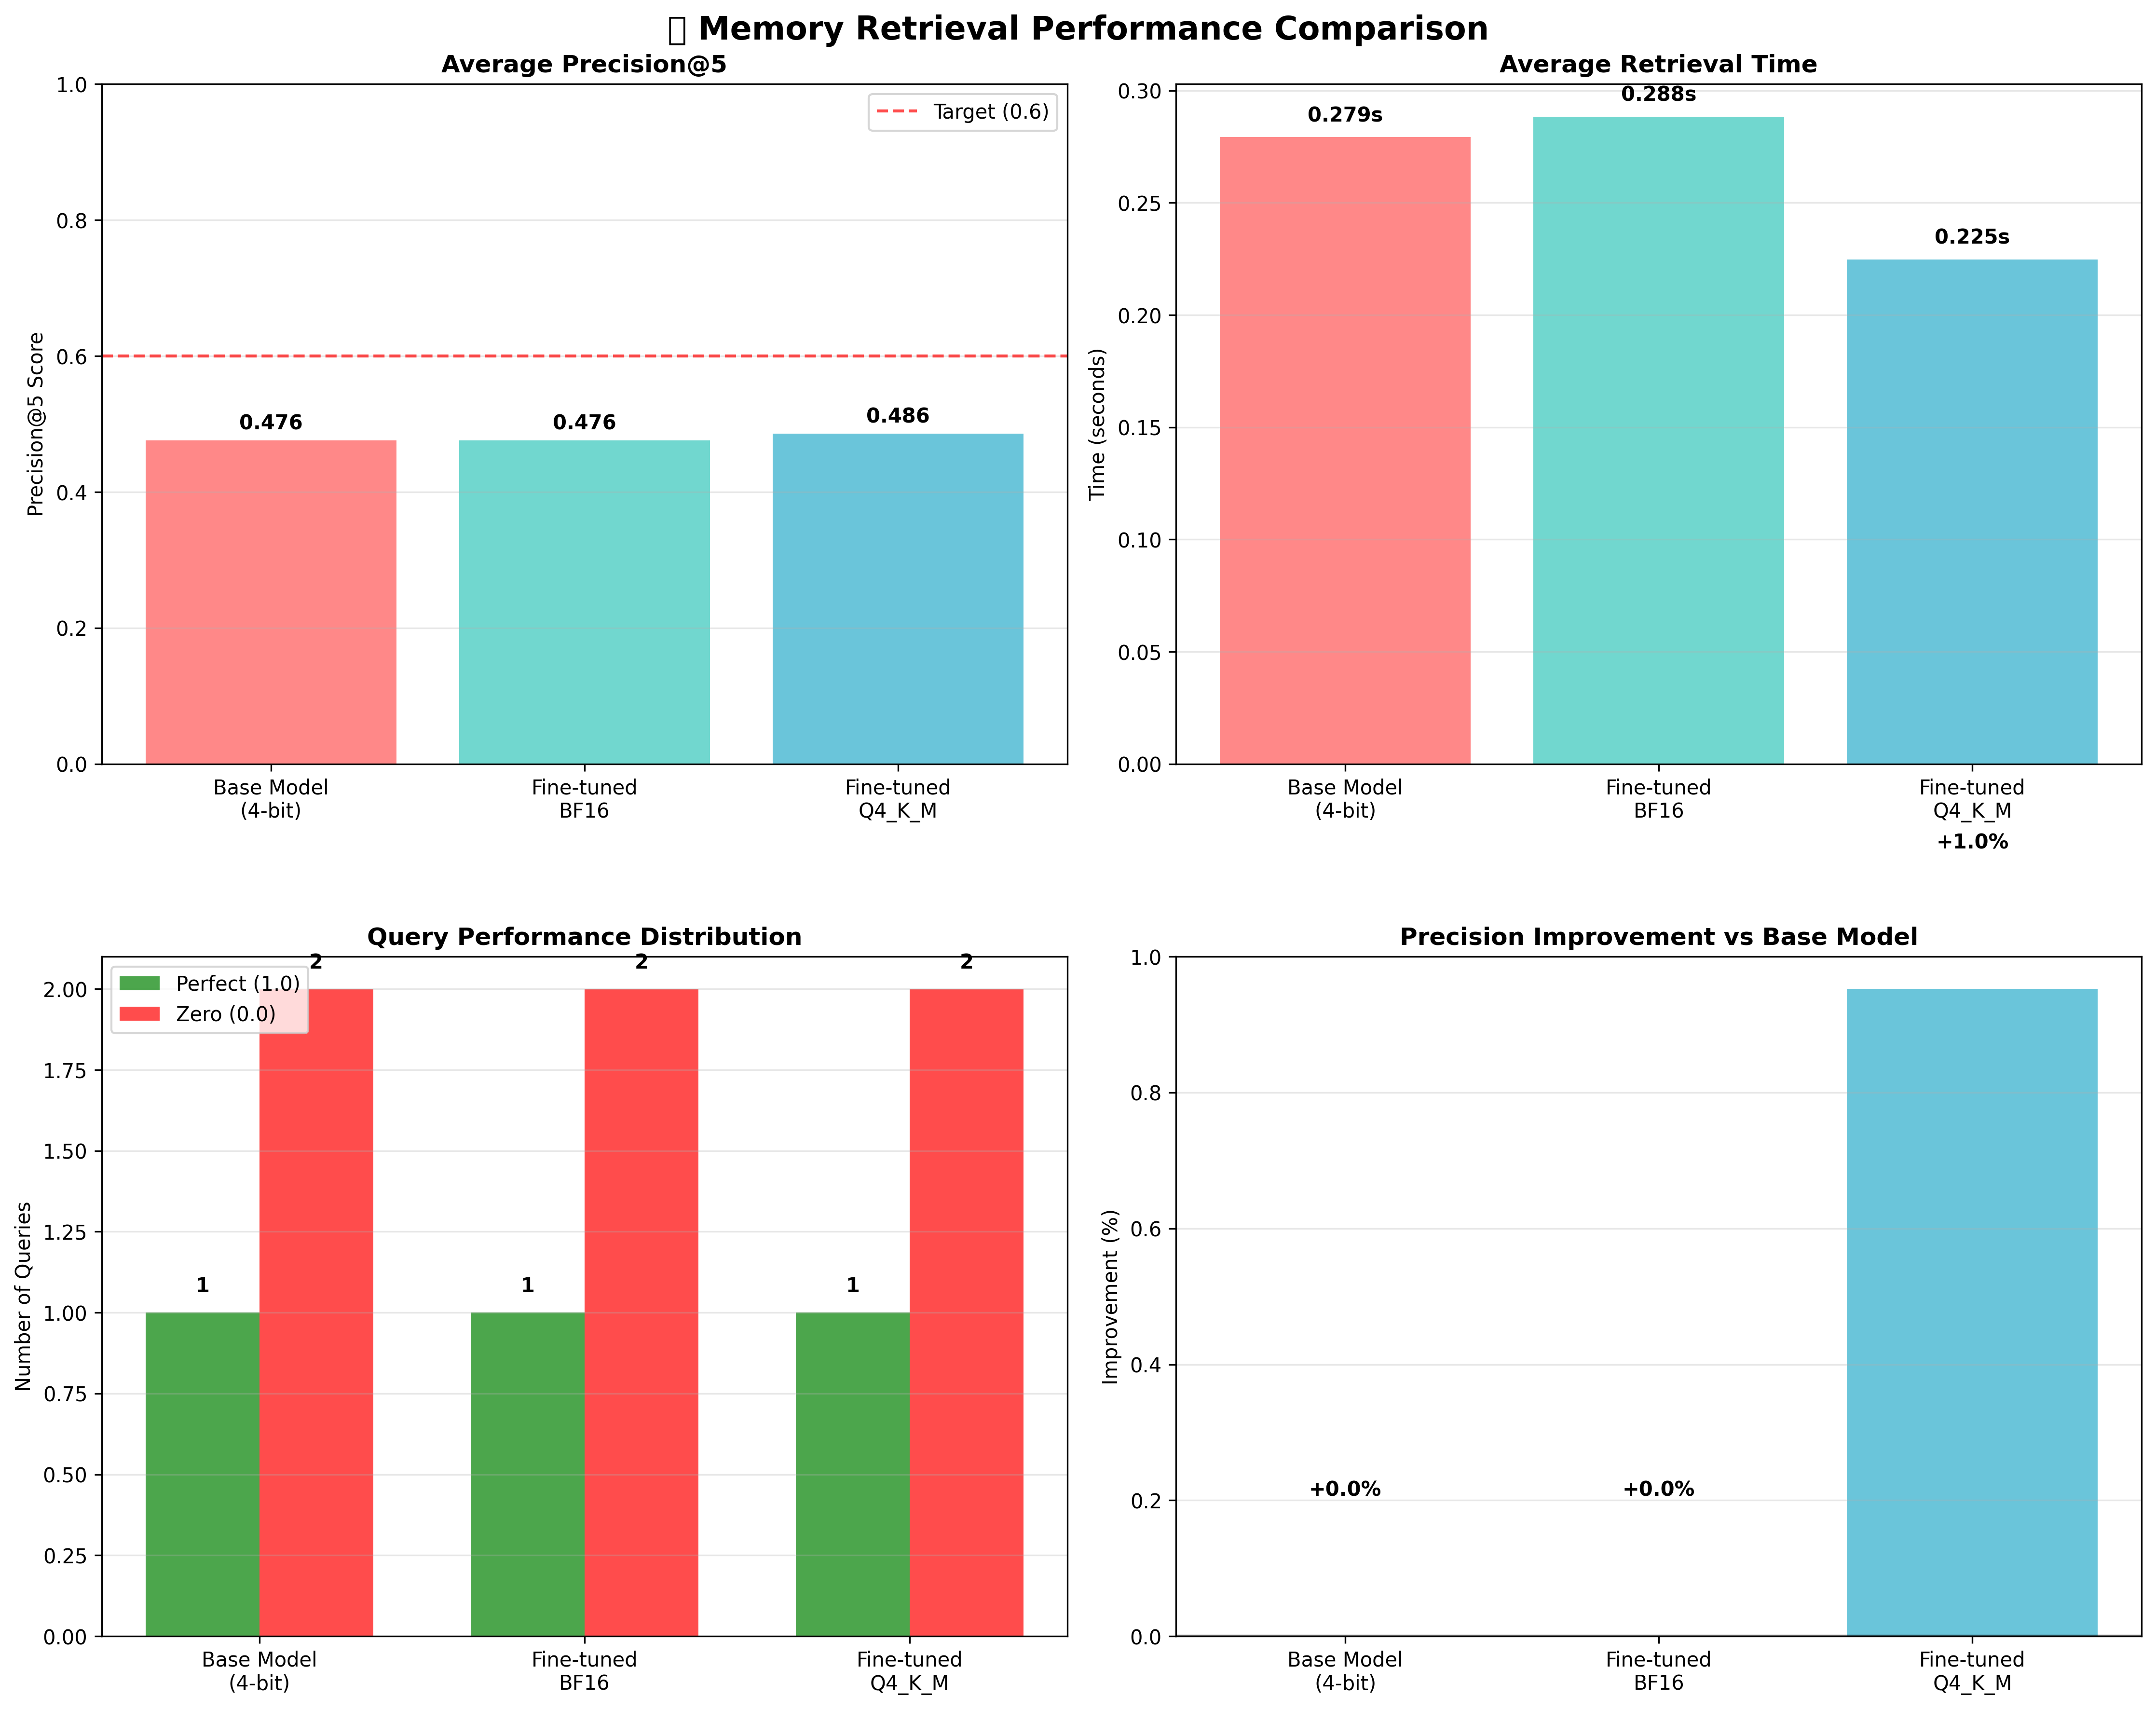 Memory Retrieval Performance Comparison
Average Precision@5
1.0
0.8
0.6
0.4
0.2
0.0
Precision@5 Score
Target (0.6)
0.476
0.476
0.486
Base Model
(4-bit)
Fine-tuned
BF16
Fine-tuned
Q4_K_M
Average Retrieval Time
0.30
0.25
0.20
0.15
0.10
0.05
0.00
Time (seconds)
0.279s
0.288s
0.225s
Base Model
(4-bit)
Fine-tuned
BF16
Fine-tuned
Q4_K_M
Query Performance Distribution
2.00
1.75
1.50
1.25
1.00
0.75
0.50
0.25
0.00
Number of Queries
Perfect (1.0)
Zero (0.0)
1
2
1
2
1
2
Base Model
(4-bit)
Fine-tuned
BF16
Fine-tuned
Q4_K_M
Precision Improvement vs Base Model
1.0
0.8
0.6
0.4
0.2
0.0
Improvement (%)
+0.0%
+0.0%
+1.0%
Base Model
(4-bit)
Fine-tuned
BF16
Fine-tuned
Q4_K_M